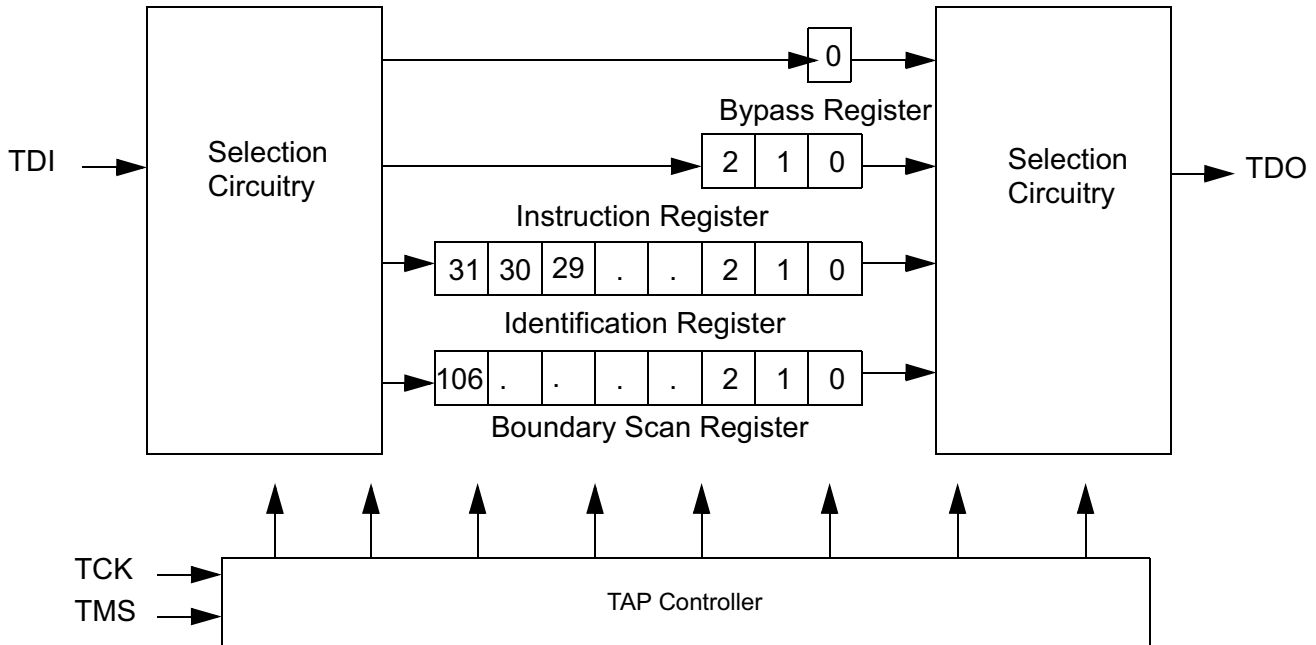 0
Bypass Register
TDI
Selection
Circuitry
2 1 0
Selection
Circuitry
TDO
Instruction Register
31 30 29 . . 2 1 0
Identification Register
106 . . . . 2 1 0
Boundary Scan Register
TCK
TMS
TAP Controller